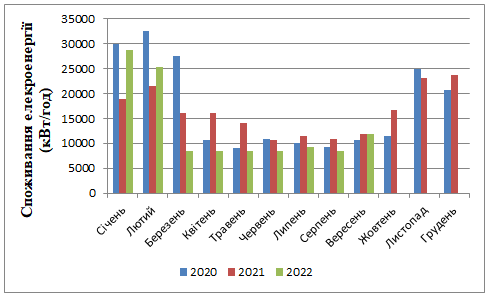 Споживання елекроенергії
(кВт/год)
35000
30000
25000
20000
15000
10000
5000
0
Січень
Лютий
Березень
Квітень
Травень
Червень
Липень
Серпень
Вересень
Жовтень
Листопад
Грудень
2020 2021 2022